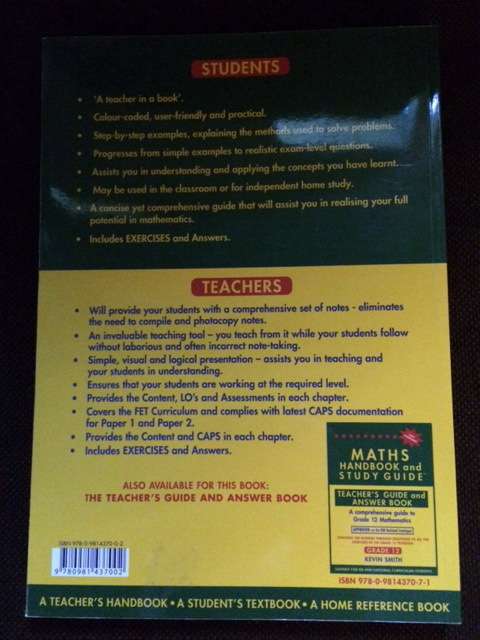 STUDENTS
• 'A teacher in a book'.
• Colour-coded, user-friendly and practical.
• Step-by-step examples, explaining the methods used to solve problems.
• Progresses from simple examples to realistic exam-level questions.
• Assists you in understanding and applying the concepts you have learnt.
• May be used in the classroom or for independent home study.
• A concise yet comprehensive guide that will assist you in realising your full
potential in mathematics.
• Includes EXERCISES and Answers.
TEACHERS
• Will provide your students with a comprehensive set of notes - eliminates
the need to compile and photocopy notes.
• An invaluable teaching tool – you teach from it while your students follow
without laborious and often incorrect note-taking.
• Simple, visual and logical presentation – assists you in teaching and
your students in understanding.
• Ensures that your students are working at the required level.
• Provides the Content, LO's and Assessments in each chapter.
• Covers the FET Curriculum and complies with latest CAPS documentation
for Paper 1 and Paper 2.
• Provides the Content and CAPS in each chapter.
• Includes EXERCISES and Answers.
ALSO AVAILABLE FOR THIS BOOK:
THE TEACHER'S GUIDE AND ANSWER BOOK
MATHS
HANDBOOK and
STUDY GUIDE
TEACHER'S GUIDE and
ANSWER BOOK
A comprehensive guide to
Grade 12 Mathematics
GRADE 12
KEVIN SMITH
ISBN 978-0-9814370-7-1
ISBN 978-0-9814370-0-2
9 780981 437002
A TEACHER'S HANDBOOK • A STUDENT'S TEXTBOOK • A HOME REFERENCE BOOK